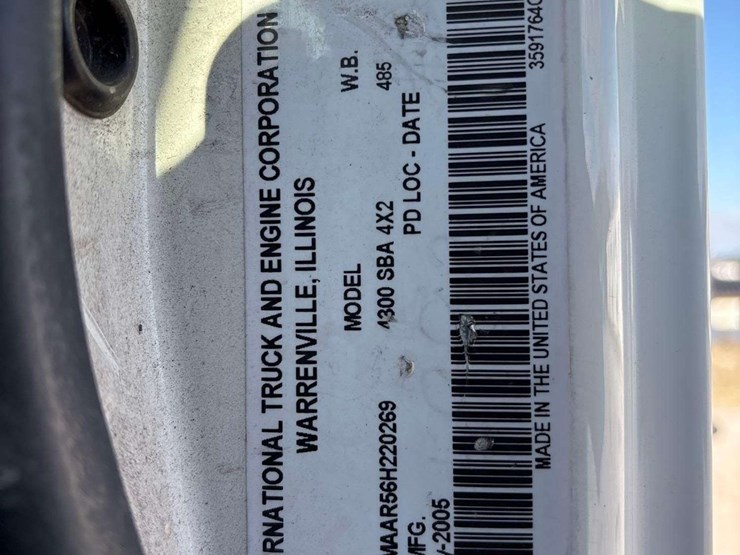 RNATIONAL TRUCK AND ENGINE CORPORATION
WARRENVILLE, ILLINOIS
MODEL W.B.
MAAR56H220269 4300 SBA 4X2 485
MFG. PD LOC - DATE
-2005
MADE IN THE UNITED STATES OF AMERICA 3591764C